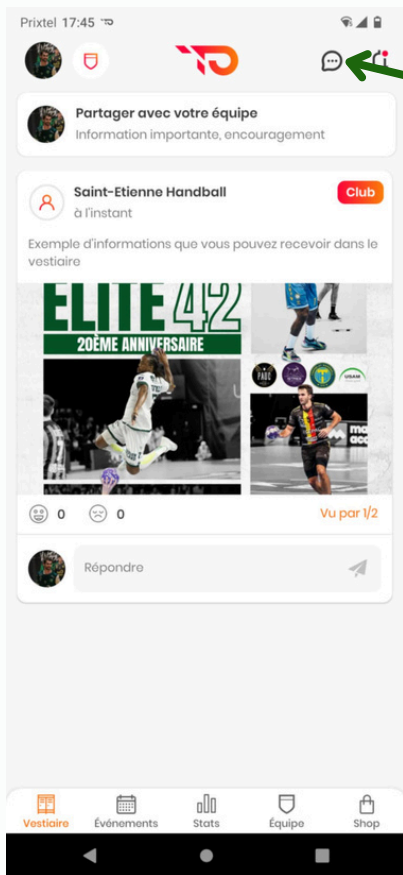 Prixtel 17:45
Partager avec votre équipe
Information importante, encouragement
Saint-Etienne Handball
Club
à l'instant
Exemple d'informations que vous pouvez recevoir dans le
vestiaire
ELITE 42
20ÈME ANNIVERSAIRE
USAM
0
0
Vu par 1/2
Répondre
Vestiaire
Événements
Stats
Équipe
Shop